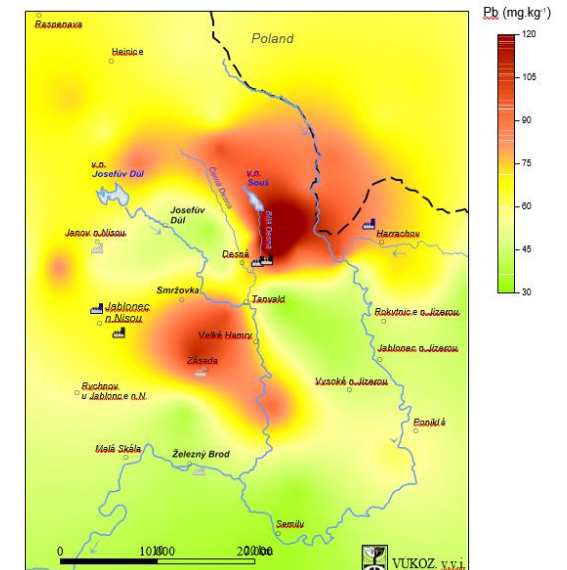 Pb (mg.kg⁻¹)
Raspenava
Heinice
Poland
v.n.
Josefův Důl
v.n.
Souš
Černá Desná
Bílá Desná
Josefův
Důl
Janov n.Nisou
Harrachov
Desná
Smržovka
Tanvald
Jablonec
n.Nisou
Rokytnice n.Jizerou
Velké Hamry
Jablonec n.Jizerou
Zásada
Vysoké n.Jizerou
Rychnov
u Jablonce n.N.
Poniklá
Malá Skála
Železný Brod
Semily
120
105
90
75
60
45
30
0
VÚKOZ, v.v.i.